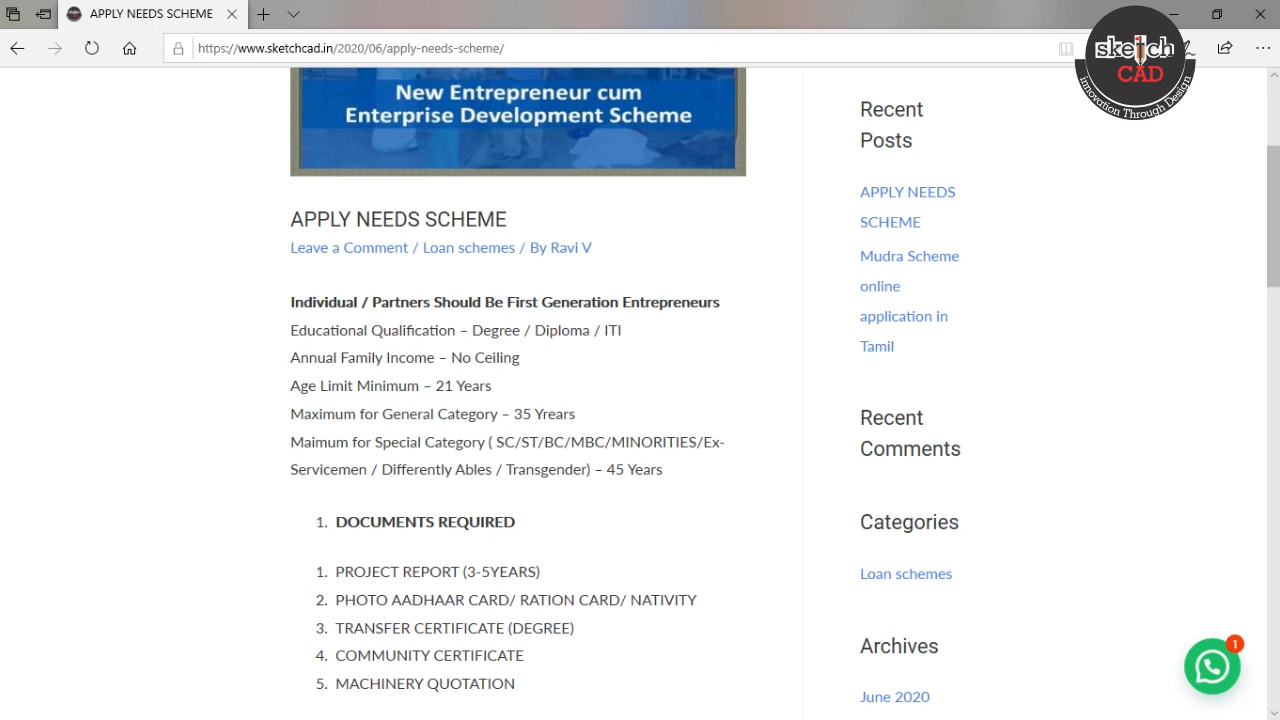 APPLY NEEDS SCHEME
https://www.sketchcad.in/2020/06/apply-needs-scheme/
sketch
CAD
innovation Through Design
New Entrepreneur cum
Enterprise Development Scheme
APPLY NEEDS SCHEME
Leave a Comment / Loan schemes / By Ravi V
Individual / Partners Should Be First Generation Entrepreneurs
Educational Qualification – Degree / Diploma / ITI
Annual Family Income – No Ceiling
Age Limit Minimum – 21 Years
Maximum for General Category – 35 Yrears
Maimum for Special Category ( SC/ST/BC/MBC/MINORITIES/Ex-
Servicemen / Differently Ables / Transgender) – 45 Years
1. DOCUMENTS REQUIRED
1. PROJECT REPORT (3-5YEARS)
2. PHOTO AADHAAR CARD/ RATION CARD/ NATIVITY
3. TRANSFER CERTIFICATE (DEGREE)
4. COMMUNITY CERTIFICATE
5. MACHINERY QUOTATION
Recent
Posts
APPLY NEEDS
SCHEME
Mudra Scheme
online
application in
Tamil
Recent
Comments
Categories
Loan schemes
Archives
June 2020
1